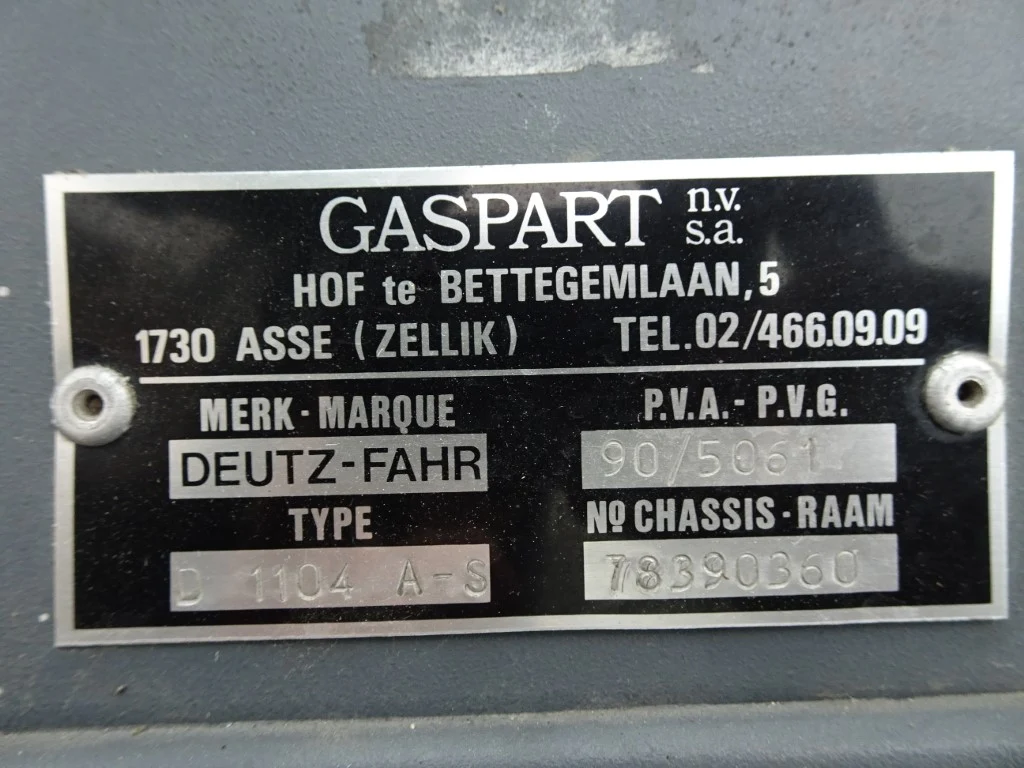 GASPART n.v. s.a.
HOF te BETTEGEMLAAN, 5
1730 ASSE (ZELLIK) TEL. 02/466.09.09
MERK - MARQUE P.V.A. - P.V.G.
DEUTZ-FAHR 90/5061
TYPE Nº CHASSIS - RAAM
D 1104 A-S 78390360